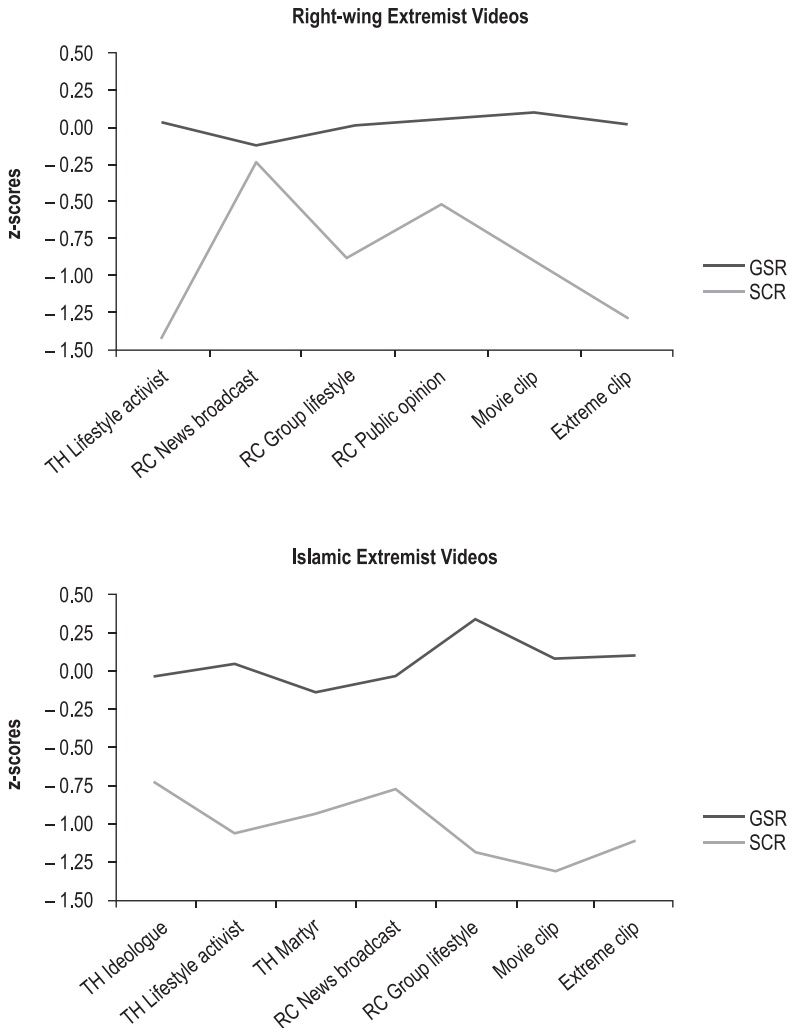 Right-wing Extremist Videos
0.50
0.25
0.00
– 0.25
– 0.50
– 0.75
– 1.00
– 1.25
– 1.50
z-scores
GSR
SCR
TH Lifestyle activist
RC News broadcast
RC Group lifestyle
RC Public opinion
Movie clip
Extreme clip
Islamic Extremist Videos
0.50
0.25
0.00
– 0.25
– 0.50
– 0.75
– 1.00
– 1.25
– 1.50
z-scores
GSR
SCR
TH Ideologue
TH Lifestyle activist
TH Martyr
RC News broadcast
RC Group lifestyle
Movie clip
Extreme clip